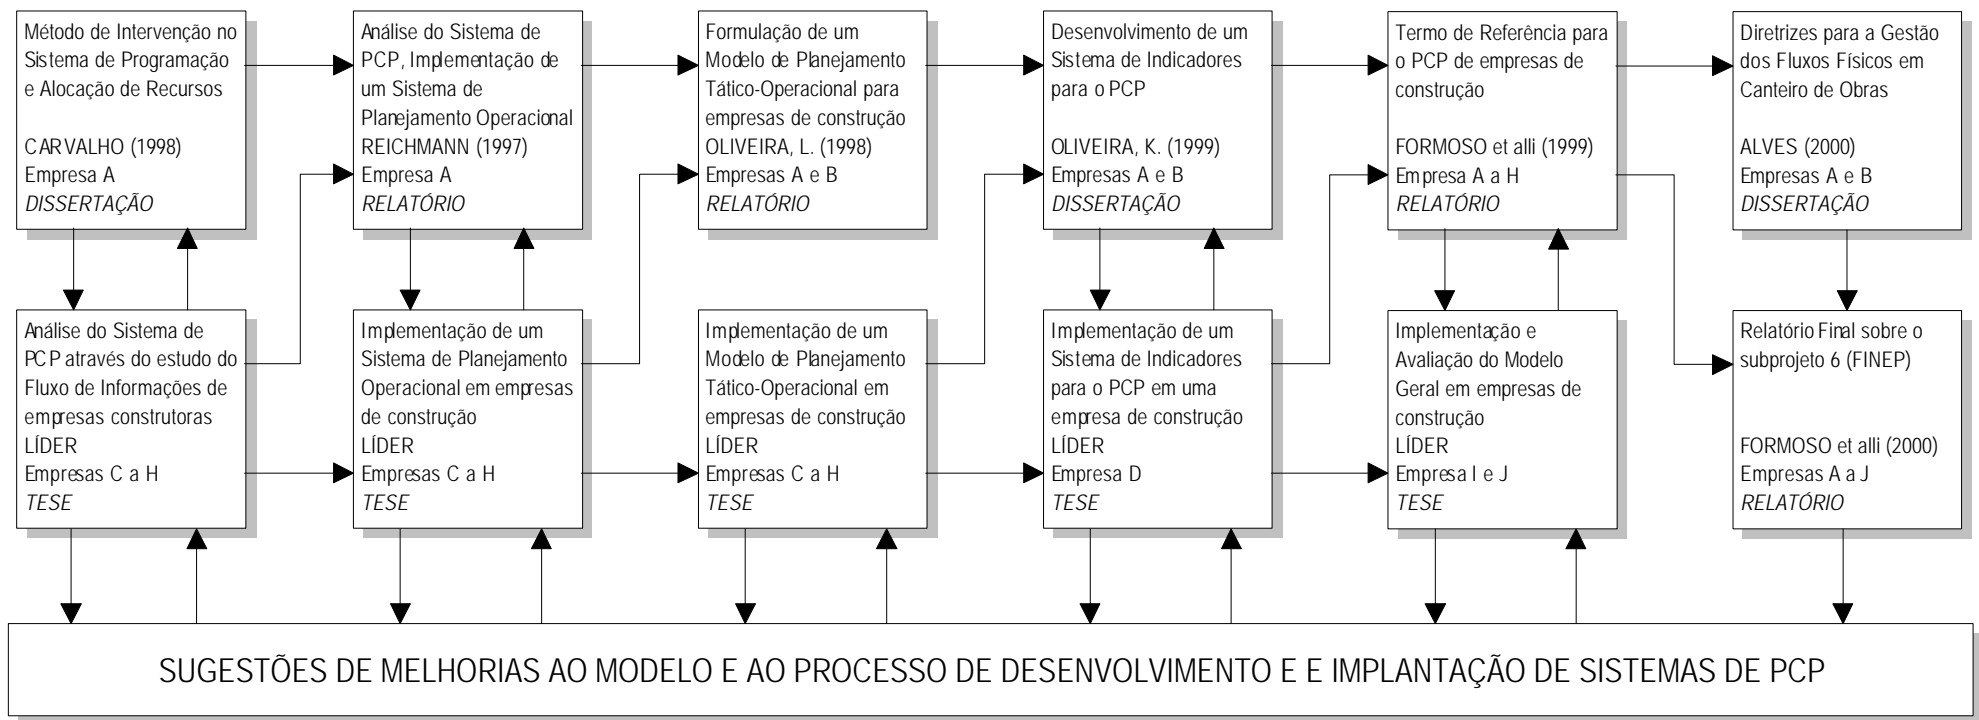 Método de Intervenção no
Sistema de Programação
e Alocação de Recursos
CARVALHO (1998)
Empresa A
DISSERTAÇÃO
Análise do Sistema de
PCP, Implementação de
um Sistema de
Planejamento Operacional
REICHMANN (1997)
Empresa A
RELATÓRIO
Formulação de um
Modelo de Planejamento
Tático-Operacional para
empresas de construção
OLIVEIRA, L. (1998)
Empresas A e B
RELATÓRIO
Desenvolvimento de um
Sistema de Indicadores
para o PCP
OLIVEIRA, K. (1999)
Empresas A e B
DISSERTAÇÃO
Termo de Referência para
o PCP de empresas de
construção
FORMOSO et alli (1999)
Empresa A a H
RELATÓRIO
Diretrizes para a Gestão
dos Fluxos Físicos em
Canteiro de Obras
ALVES (2000)
Empresas A e B
DISSERTAÇÃO
Análise do Sistema de
PCP através do estudo do
Fluxo de Informações de
empresas construtoras
LÍDER
Empresas C a H
TESE
Implementação de um
Sistema de Planejamento
Operacional em empresas
de construção
LÍDER
Empresas C a H
TESE
Implementação de um
Modelo de Planejamento
Tático-Operacional em
empresas de construção
LÍDER
Empresas C a H
TESE
Implementação de um
Sistema de Indicadores
para o PCP em uma
empresa de construção
LÍDER
Empresa D
TESE
Implementação e
Avaliação do Modelo
Geral em empresas de
construção
LÍDER
Empresa I e J
TESE
Relatório Final sobre o
subprojeto 6 (FINEP)
FORMOSO et alli (2000)
Empresas A a J
RELATÓRIO
SUGESTÕES DE MELHORIAS AO MODELO E AO PROCESSO DE DESENVOLVIMENTO E E IMPLANTAÇÃO DE SISTEMAS DE PCP